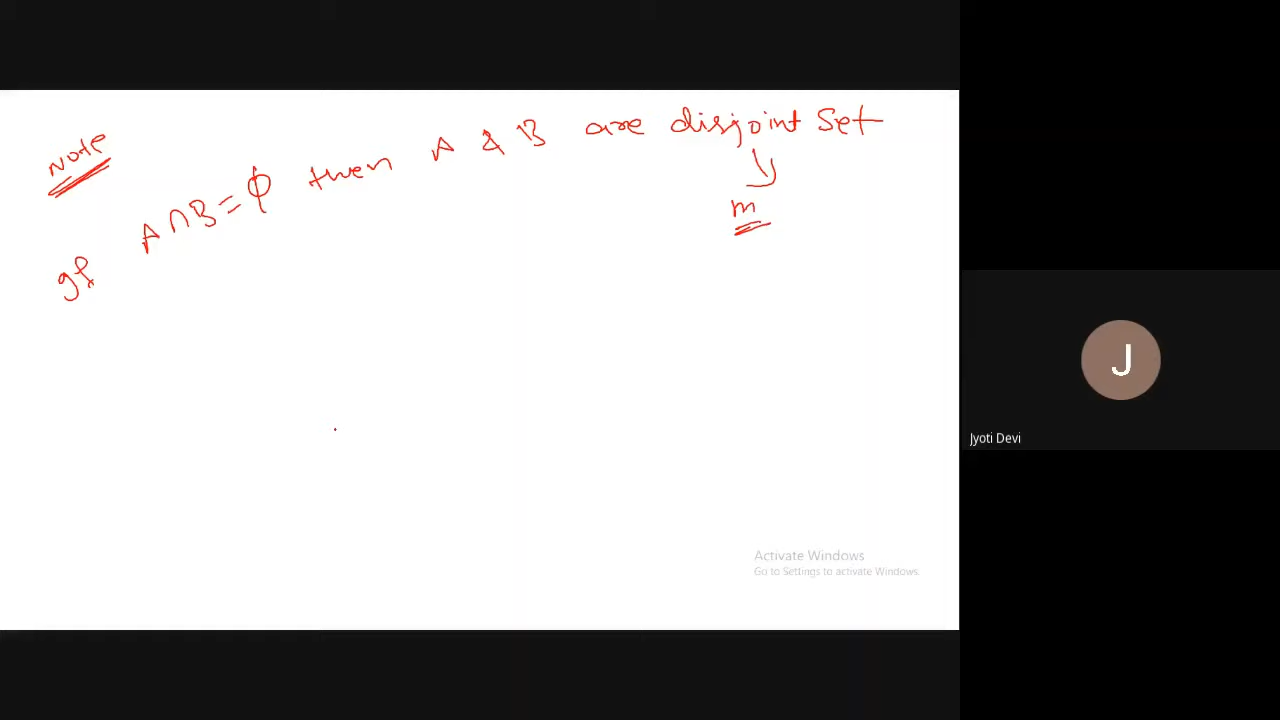 Note
If A∩B = ϕ then A & B are disjoint Set
m
J
Jyoti Devi
Activate Windows
Go to Settings to activate Windows.